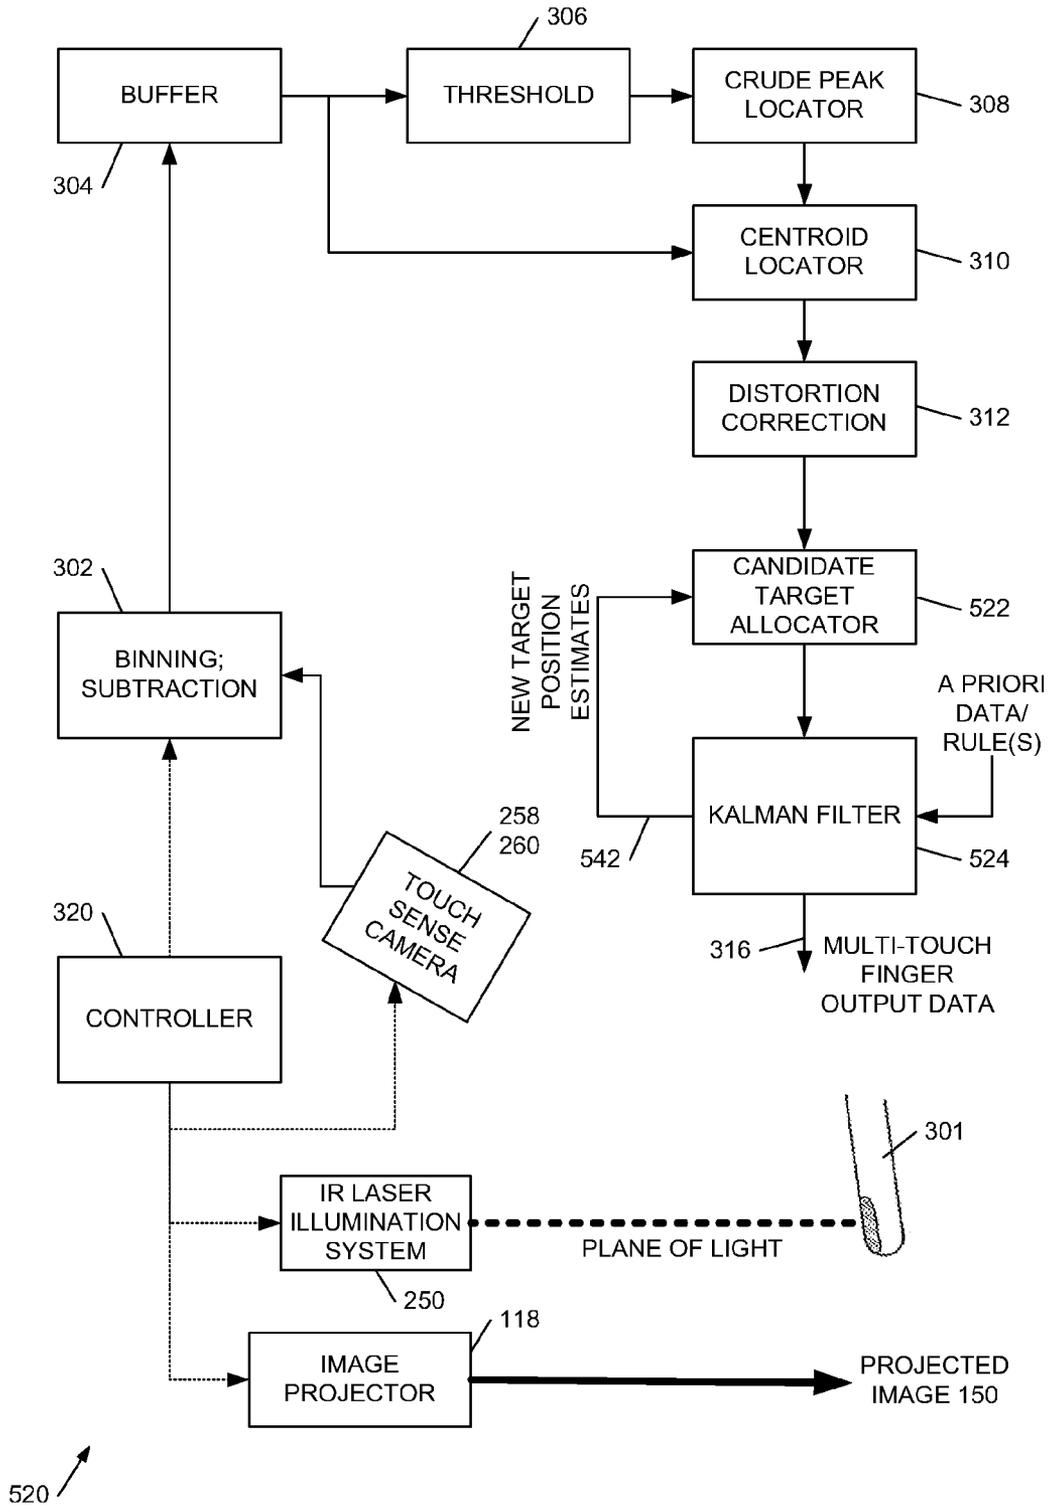 306
BUFFER
THRESHOLD
CRUDE PEAK
LOCATOR
308
304
CENTROID
LOCATOR
310
DISTORTION
CORRECTION
312
302
BINNING;
SUBTRACTION
NEW TARGET
POSITION
ESTIMATES
CANDIDATE
TARGET
ALLOCATOR
522
A PRIORI
DATA/
RULE(S)
KALMAN FILTER
542
524
258
260
TOUCH
SENSE
CAMERA
320
CONTROLLER
316
MULTI-TOUCH
FINGER
OUTPUT DATA
301
IR LASER
ILLUMINATION
SYSTEM
PLANE OF LIGHT
250
118
IMAGE
PROJECTOR
PROJECTED
IMAGE 150
520